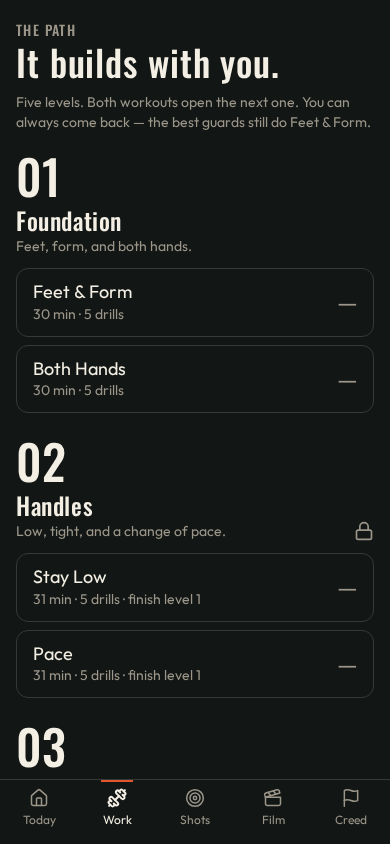 THE PATH
It builds with you.
Five levels. Both workouts open the next one. You can
always come back — the best guards still do Feet & Form.
01
Foundation
Feet, form, and both hands.
Feet & Form
30 min · 5 drills
—
Both Hands
30 min · 5 drills
—
02
Handles
Low, tight, and a change of pace.
Stay Low
31 min · 5 drills · finish level 1
—
Pace
31 min · 5 drills · finish level 1
—
03
Today
Work
Shots
Film
Creed